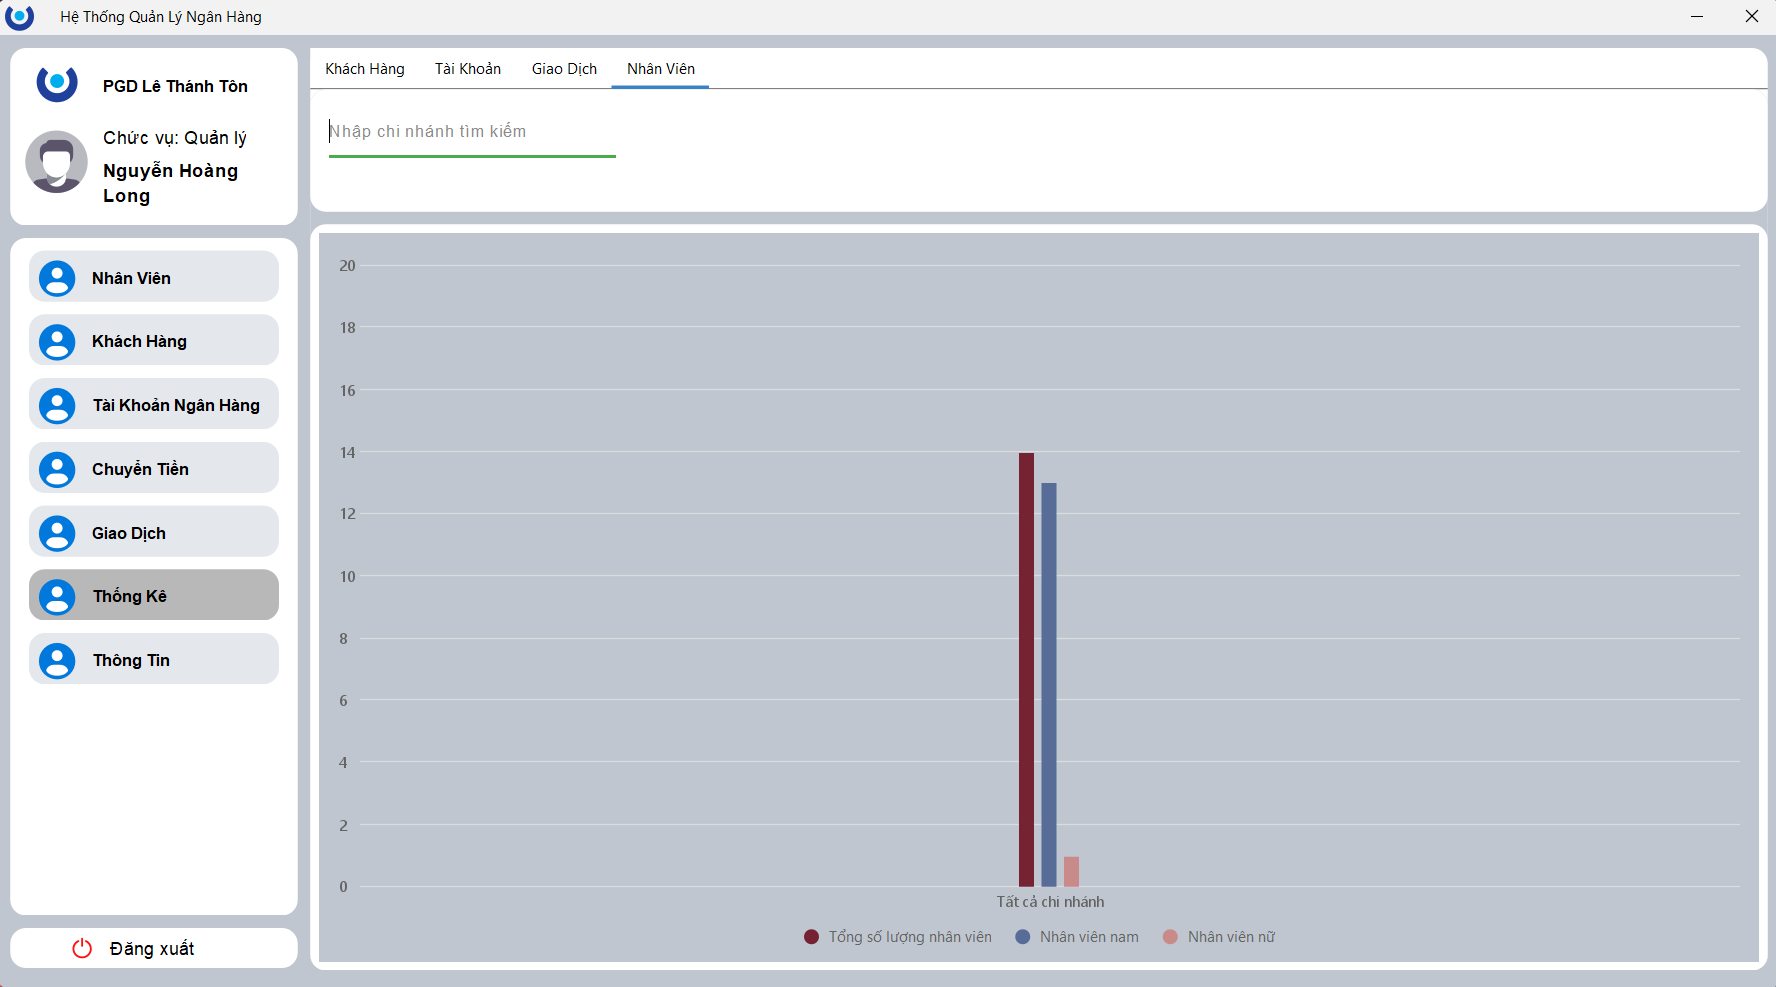 Hệ Thống Quản Lý Ngân Hàng
PGD Lê Thánh Tôn
Chức vụ: Quản lý
Nguyễn Hoàng
Long
Nhân Viên
Khách Hàng
Tài Khoản Ngân Hàng
Chuyển Tiền
Giao Dịch
Thống Kê
Thông Tin
Đăng xuất
Khách Hàng Tài Khoản Giao Dịch Nhân Viên
Nhập chi nhánh tìm kiếm
20
18
16
14
12
10
8
6
4
2
0
Tất cả chi nhánh
Tổng số lượng nhân viên Nhân viên nam Nhân viên nữ